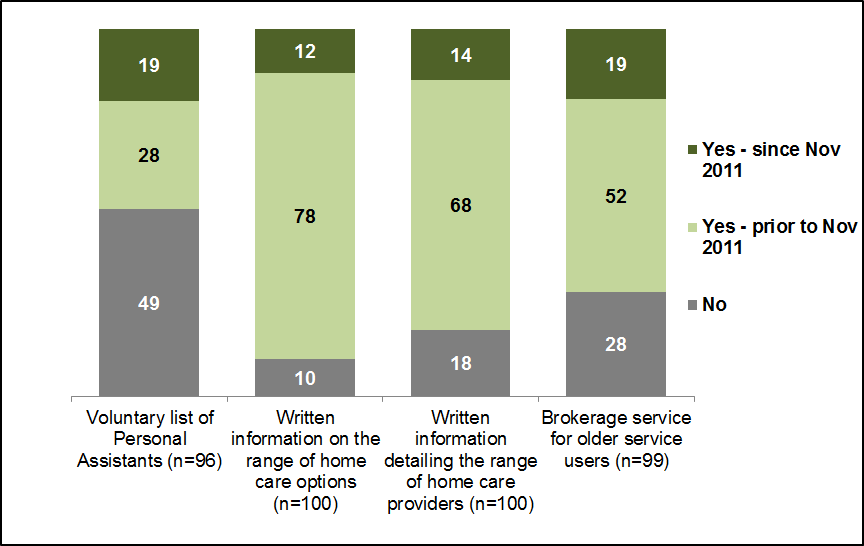 19
12
14
19
28
78
68
52
49
10
18
28
Yes - since Nov
2011
Yes - prior to Nov
2011
No
Voluntary list of
Personal
Assistants (n=96)
Written
information on the
range of home
care options
(n=100)
Written
information
detailing the range
of home care
providers (n=100)
Brokerage service
for older service
users (n=99)